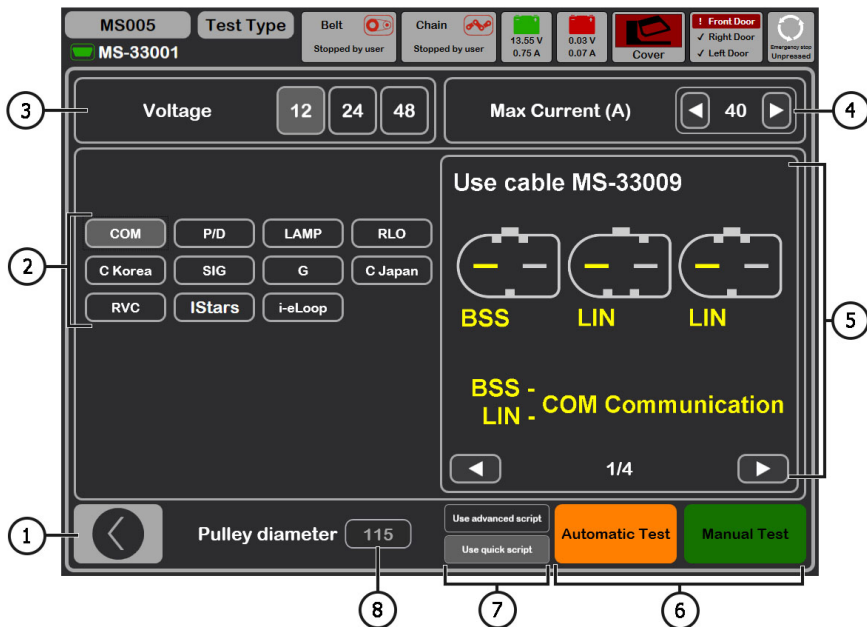 MS005
Test Type
Belt
Chain
Stopped by user
Stopped by user
MS-33001
13.55 V
0.75 A
0.03 V
0.07 A
Cover
! Front Door
✓ Right Door
✓ Left Door
Emergency stop
Unpressed
3
Voltage
12
24
48
Max Current (A)
40
4
Use cable MS-33009
2
COM
P/D
LAMP
RLO
C Korea
SIG
G
C Japan
RVC
IStars
i-eLoop
BSS
LIN
LIN
5
BSS -
LIN -
COM Communication
1/4
1
Pulley diameter
115
Use advanced script
Use quick script
Automatic Test
Manual Test
8
7
6